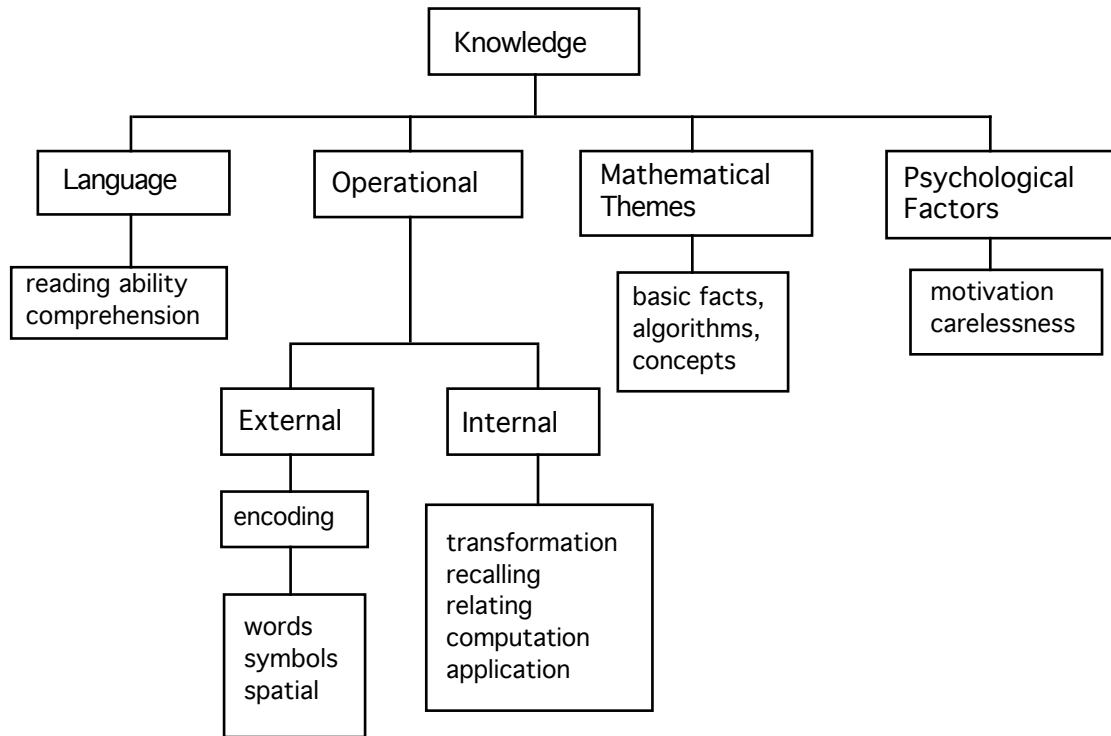 Knowledge
Language
Operational
Mathematical
Themes
Psychological
Factors
reading ability
comprehension
basic facts,
algorithms,
concepts
motivation
carelessness
External
Internal
encoding
transformation
recalling
relating
computation
application
words
symbols
spatial